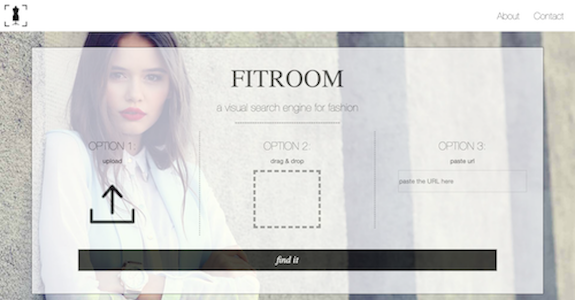 About Contact
FITROOM
a visual search engine for fashion
OPTION 1: OPTION 2: OPTION 3:
upload drag & drop paste url
paste the URL here
find it